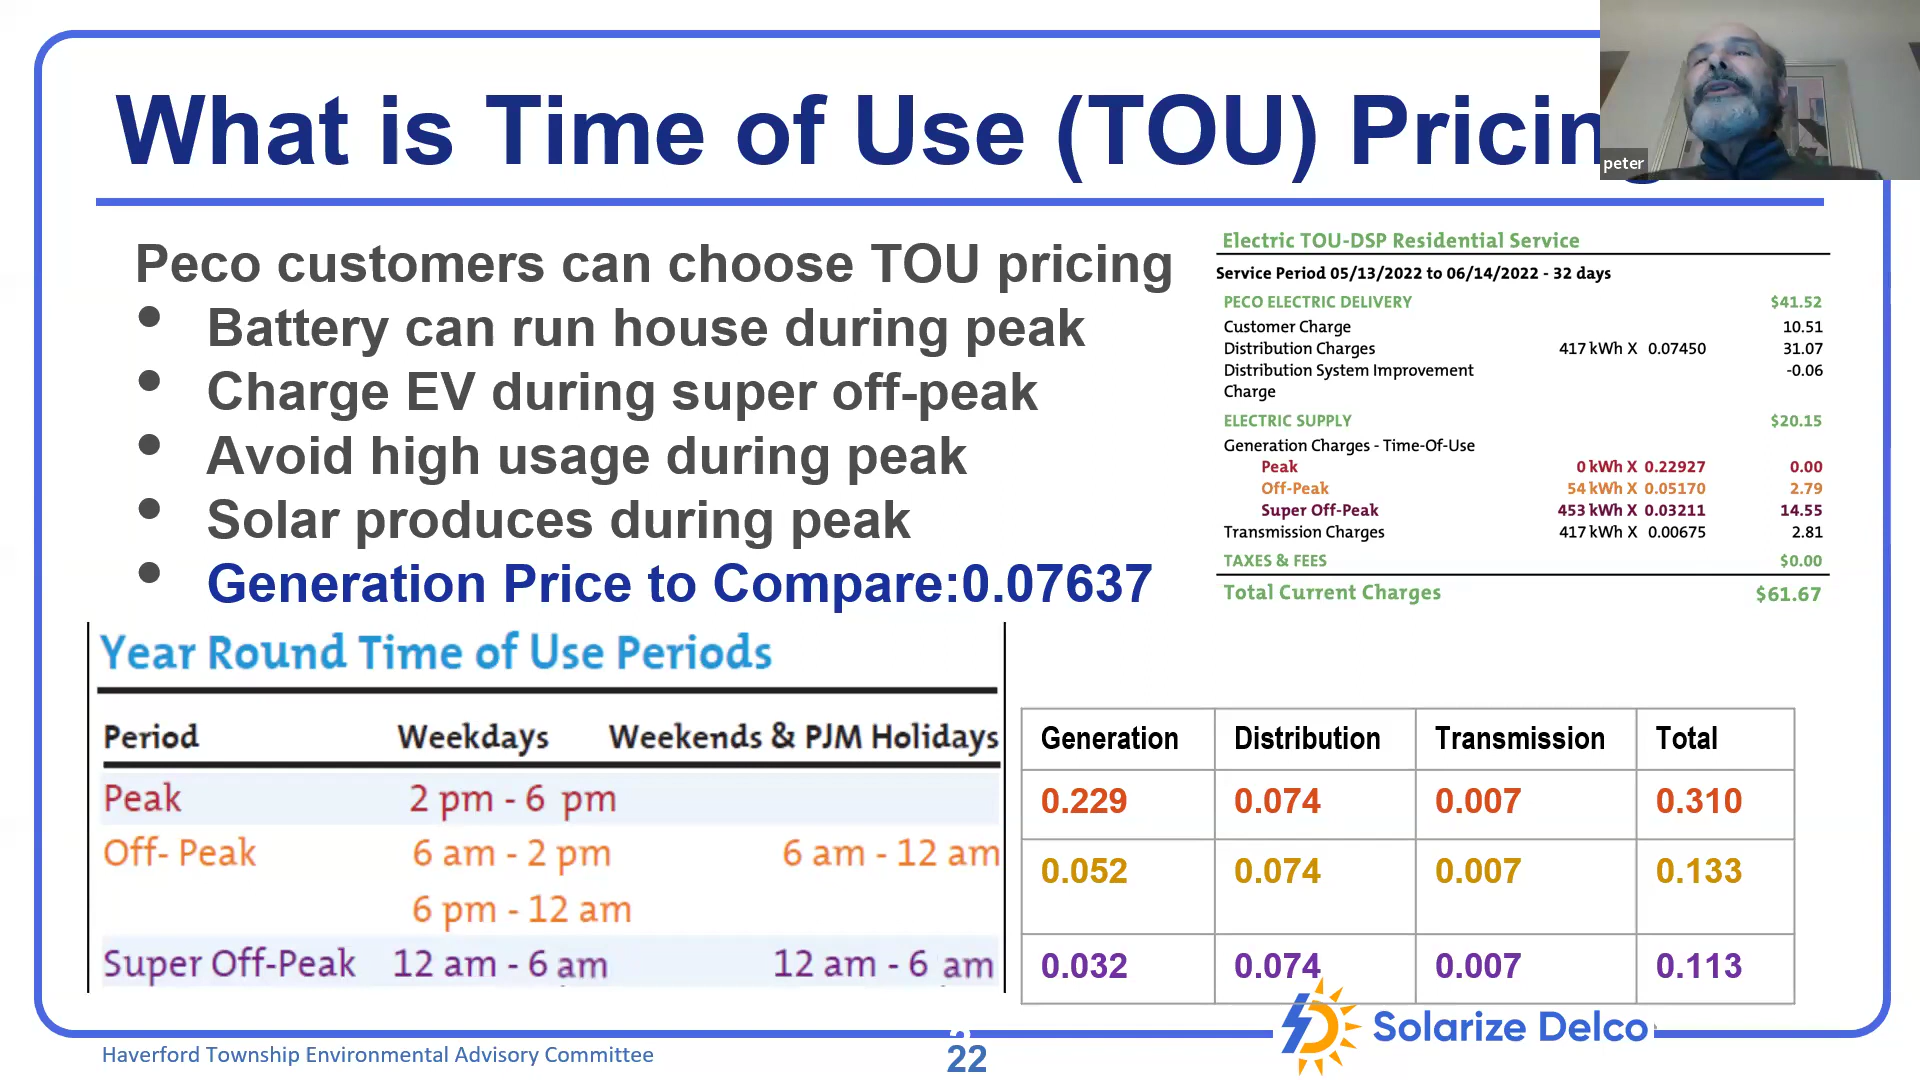 What is Time of Use (TOU) Pricing
peter
Peco customers can choose TOU pricing
• Battery can run house during peak
• Charge EV during super off-peak
• Avoid high usage during peak
• Solar produces during peak
• Generation Price to Compare:0.07637
Electric TOU-DSP Residential Service
Service Period 05/13/2022 to 06/14/2022 - 32 days
PECO ELECTRIC DELIVERY $41.52
Customer Charge 10.51
Distribution Charges 417 kWh X 0.07450 31.07
Distribution System Improvement -0.06
Charge
ELECTRIC SUPPLY $20.15
Generation Charges - Time-Of-Use
Peak 0 kWh X 0.22927 0.00
Off-Peak 54 kWh X 0.05170 2.79
Super Off-Peak 453 kWh X 0.03211 14.55
Transmission Charges 417 kWh X 0.00675 2.81
TAXES & FEES $0.00
Total Current Charges $61.67
Year Round Time of Use Periods
Period Weekdays Weekends & PJM Holidays
Peak 2 pm - 6 pm
Off- Peak 6 am - 2 pm 6 am - 12 am
6 pm - 12 am
Super Off-Peak 12 am - 6 am 12 am - 6 am
Generation Distribution Transmission Total
0.229 0.074 0.007 0.310
0.052 0.074 0.007 0.133
0.032 0.074 0.007 0.113
Haverford Township Environmental Advisory Committee
22
Solarize Delco